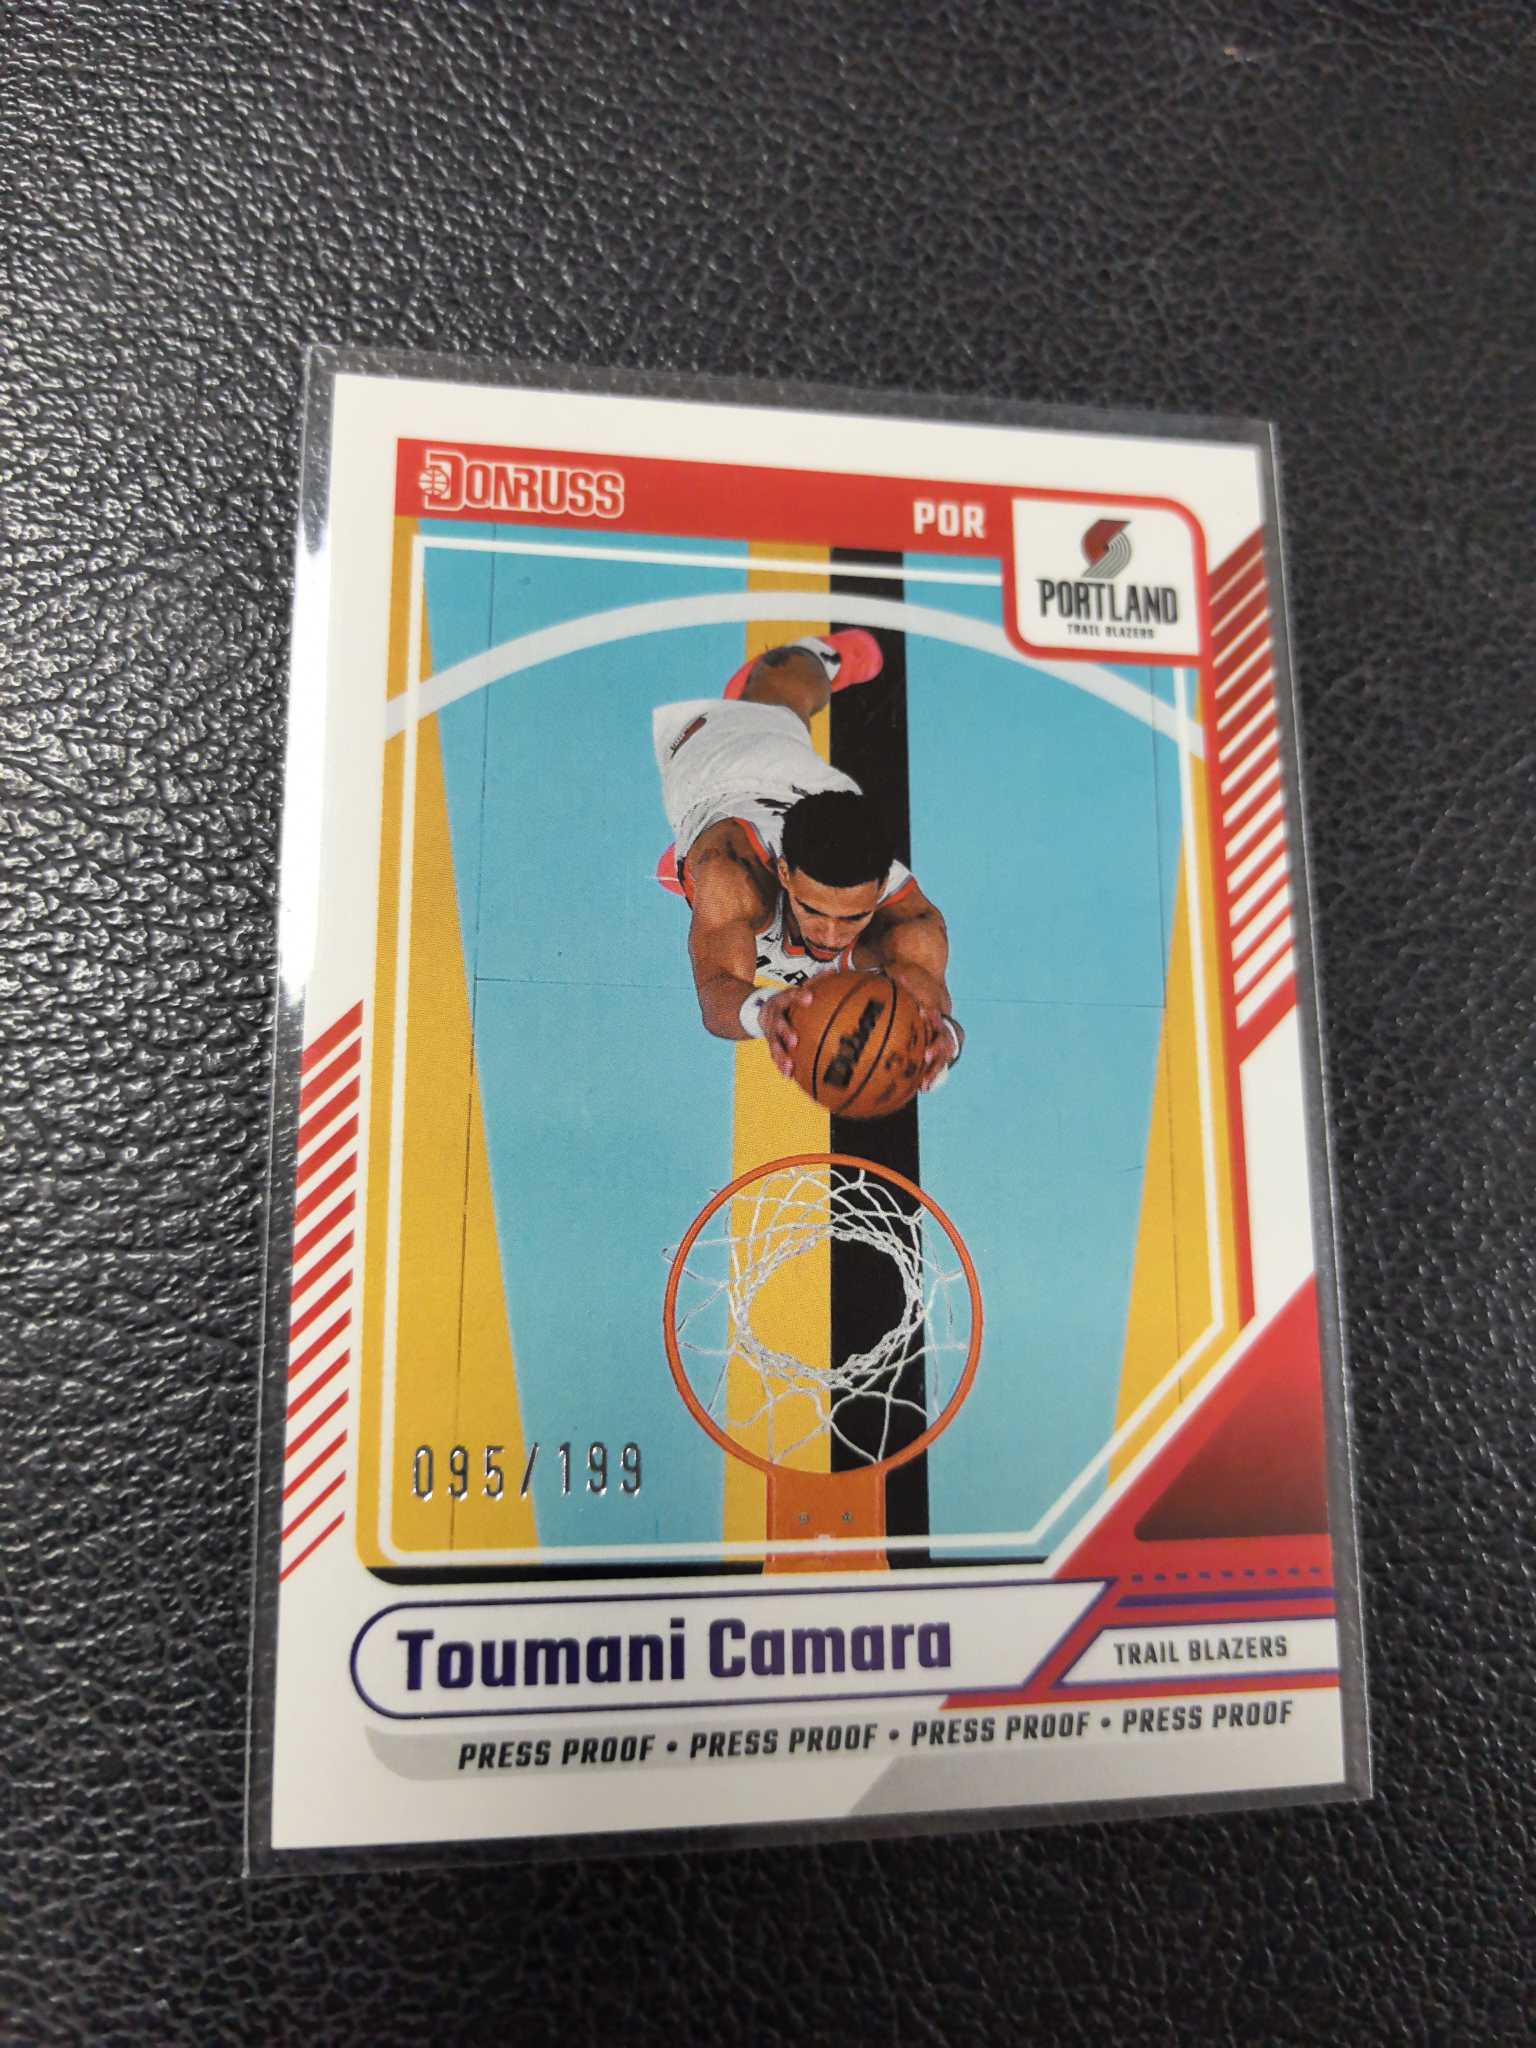 DONRUSS
POR
PORTLAND
TRAIL BLAZERS
Wilson
095/199
Toumani Camara
TRAIL BLAZERS
PRESS PROOF • PRESS PROOF • PRESS PROOF • PRESS PROOF